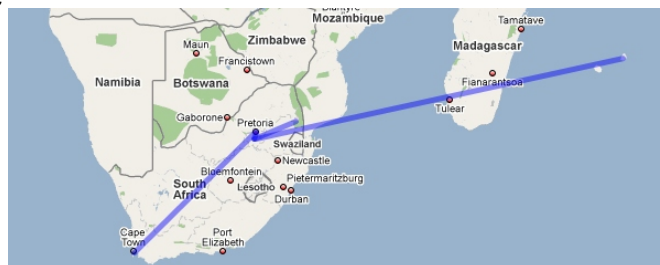 Mozambique
Tamatave
Zimbabwe
Maun
Madagascar
Francistown
Namibia
Botswana
Fianarantsoa
Tulear
Gaborone
Pretoria
Swaziland
Newcastle
Bloemfontein
Pietermaritzburg
South
Africa
Lesotho
Durban
Cape
Town
Port
Elizabeth